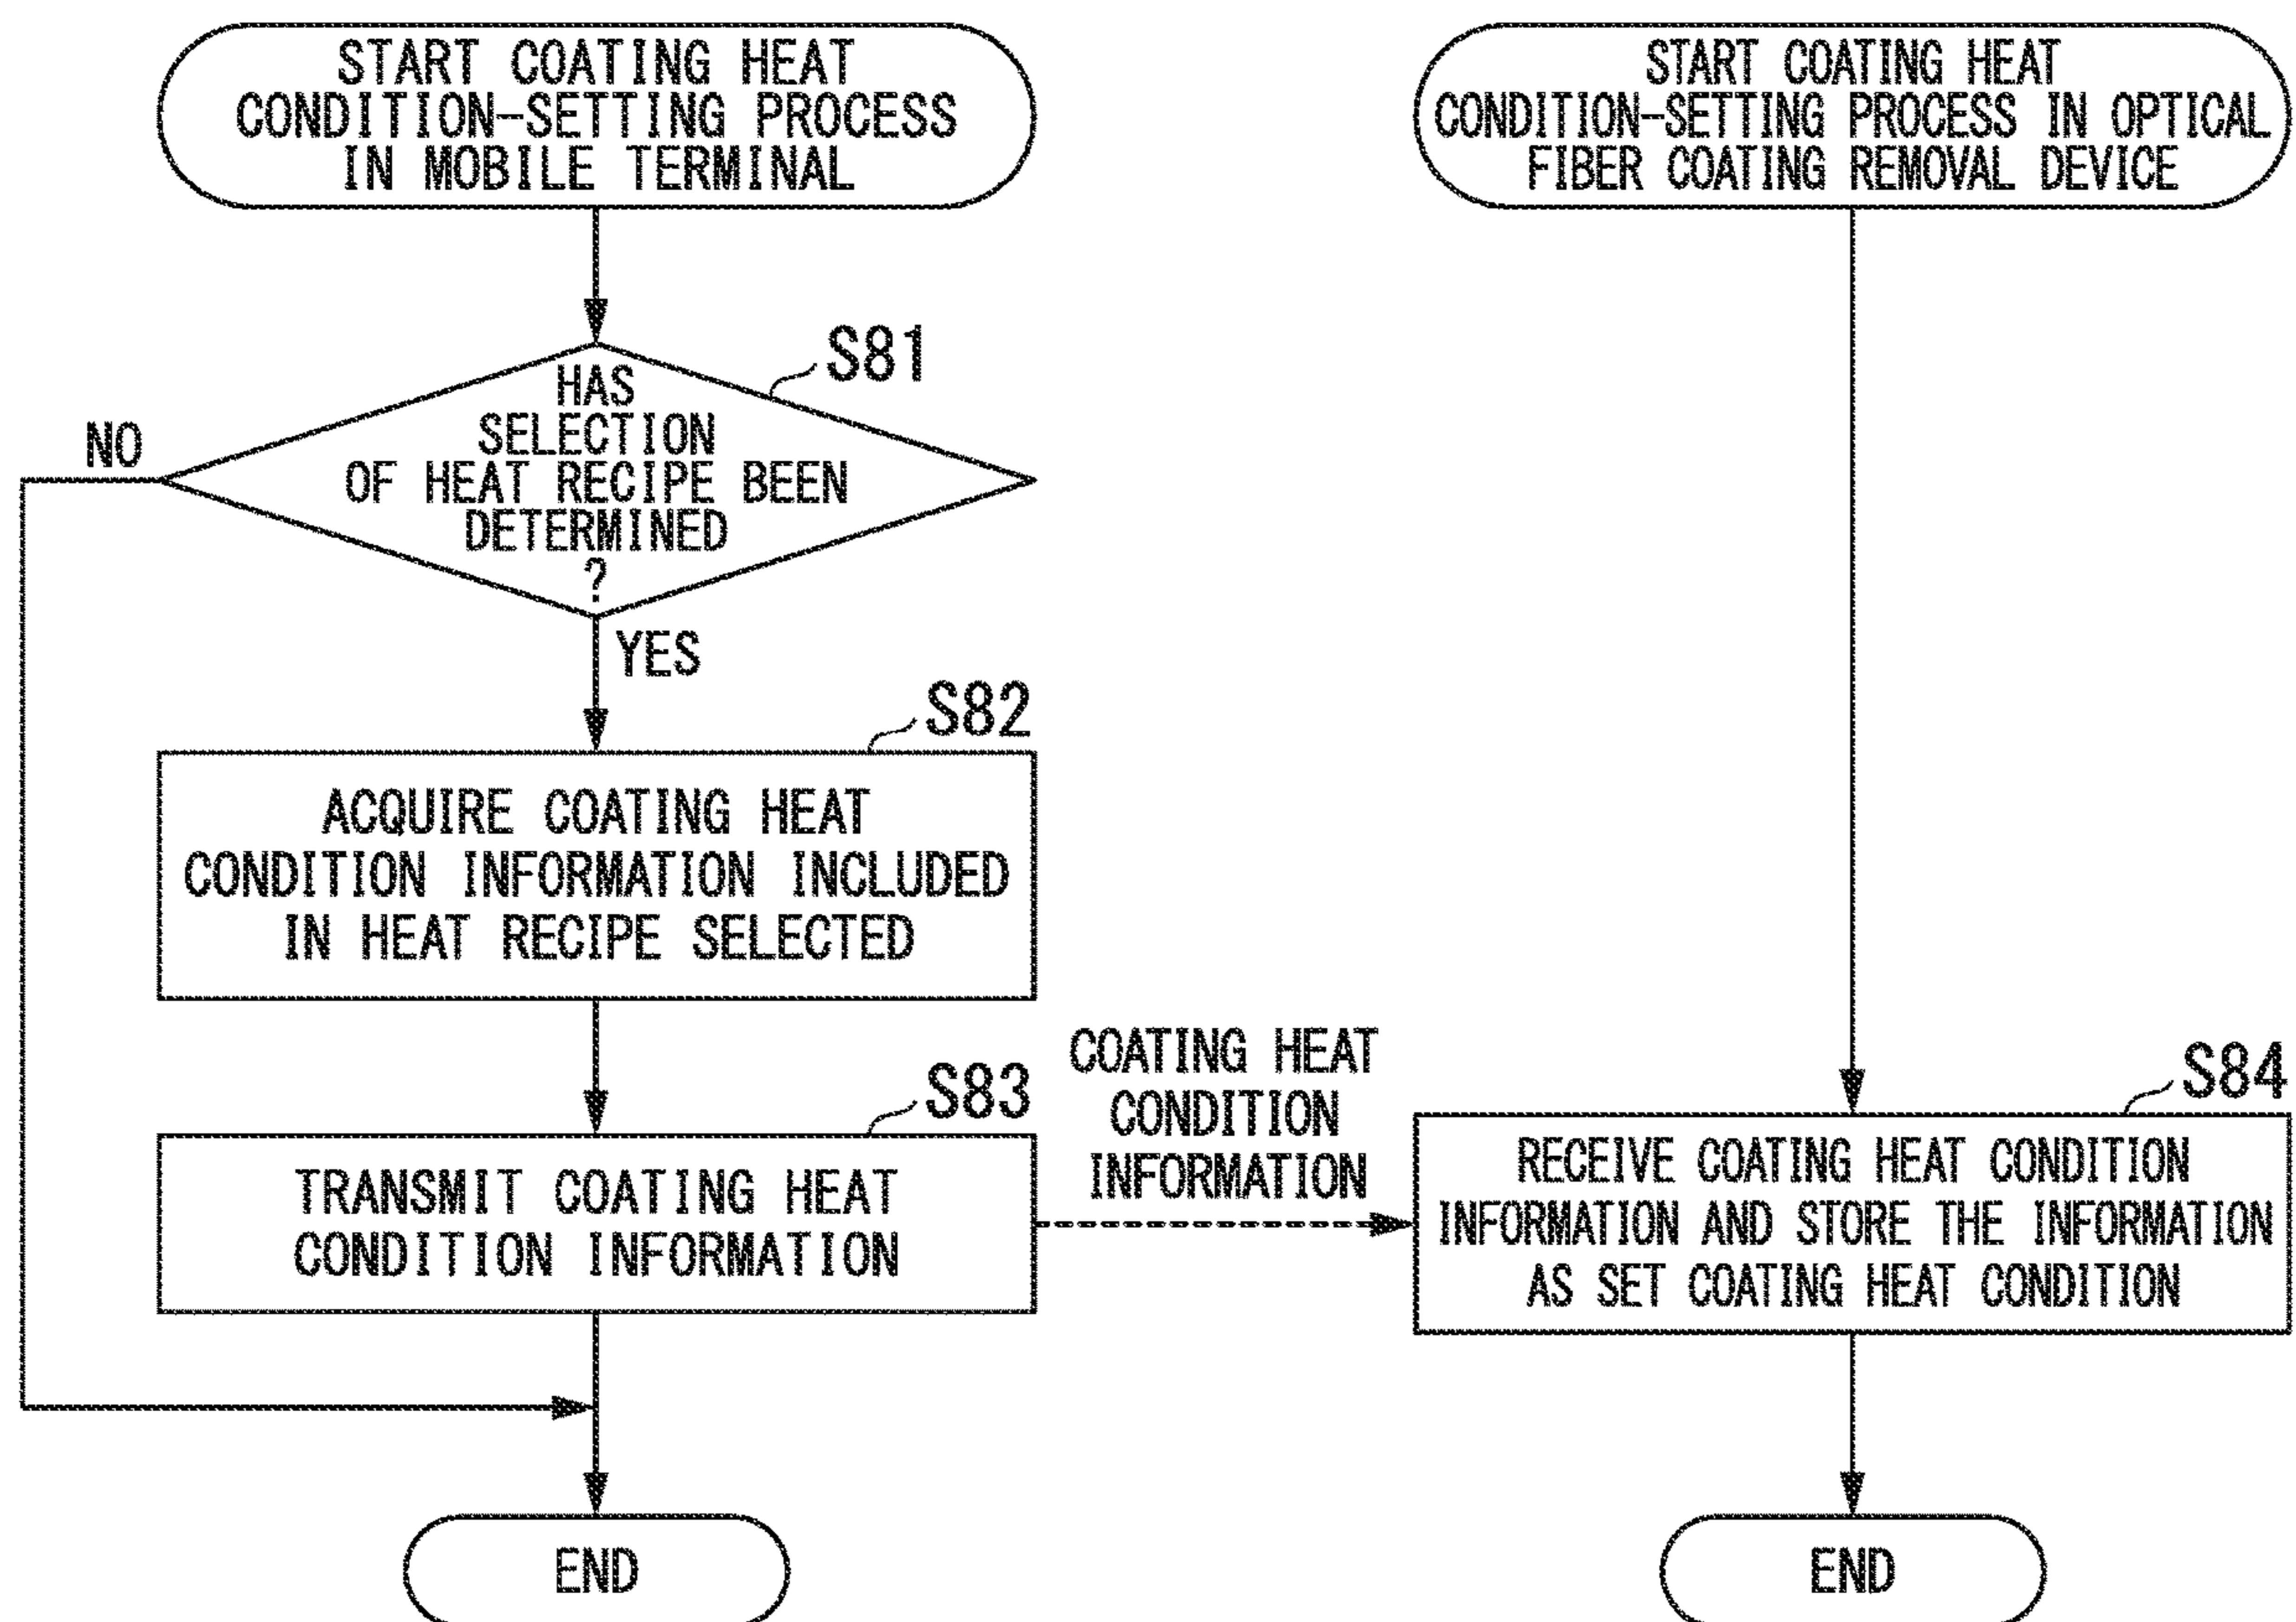 START COATING HEAT
CONDITION-SETTING PROCESS
IN MOBILE TERMINAL
S81
HAS
SELECTION
OF HEAT RECIPE BEEN
DETERMINED
?
NO
YES
S82
ACQUIRE COATING HEAT
CONDITION INFORMATION INCLUDED
IN HEAT RECIPE SELECTED
S83
TRANSMIT COATING HEAT
CONDITION INFORMATION
COATING HEAT
CONDITION
INFORMATION
END
START COATING HEAT
CONDITION-SETTING PROCESS IN OPTICAL
FIBER COATING REMOVAL DEVICE
S84
RECEIVE COATING HEAT CONDITION
INFORMATION AND STORE THE INFORMATION
AS SET COATING HEAT CONDITION
END